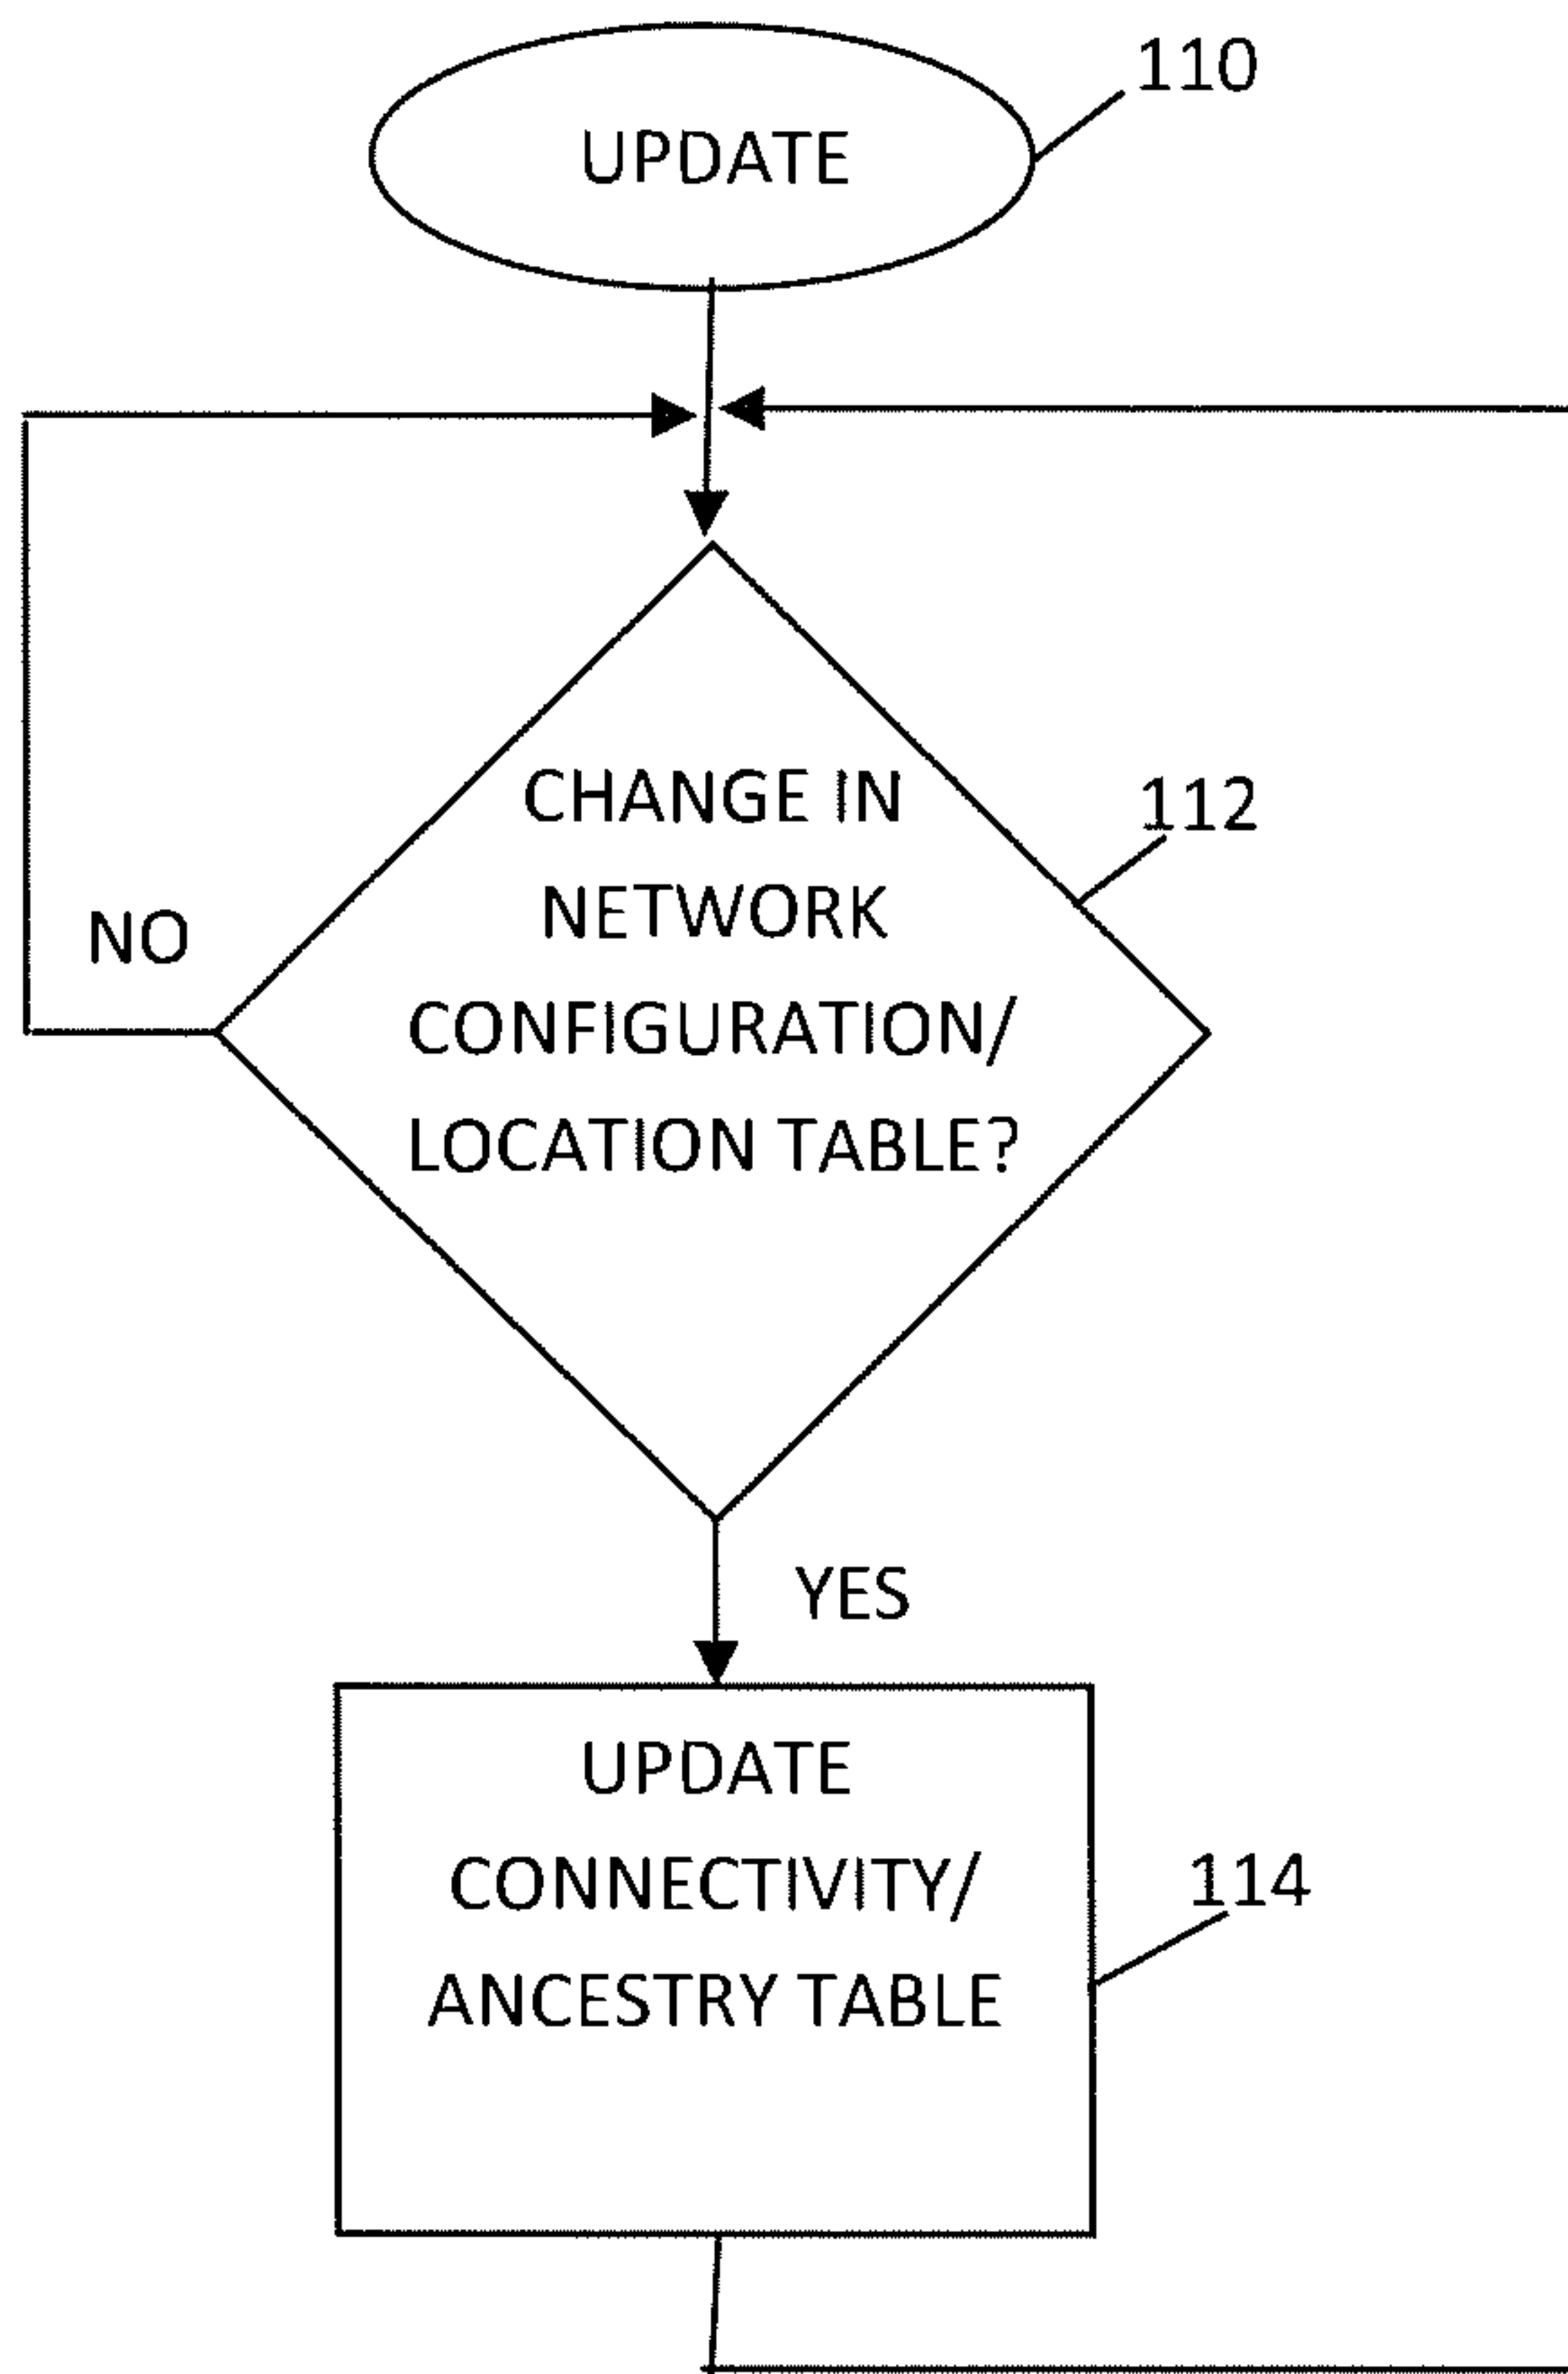 110
UPDATE
CHANGE IN
112
NETWORK
NO
CONFIGURATION/
LOCATION TABLE?
YES
UPDATE
CONNECTIVITY/
114
ANCESTRY TABLE